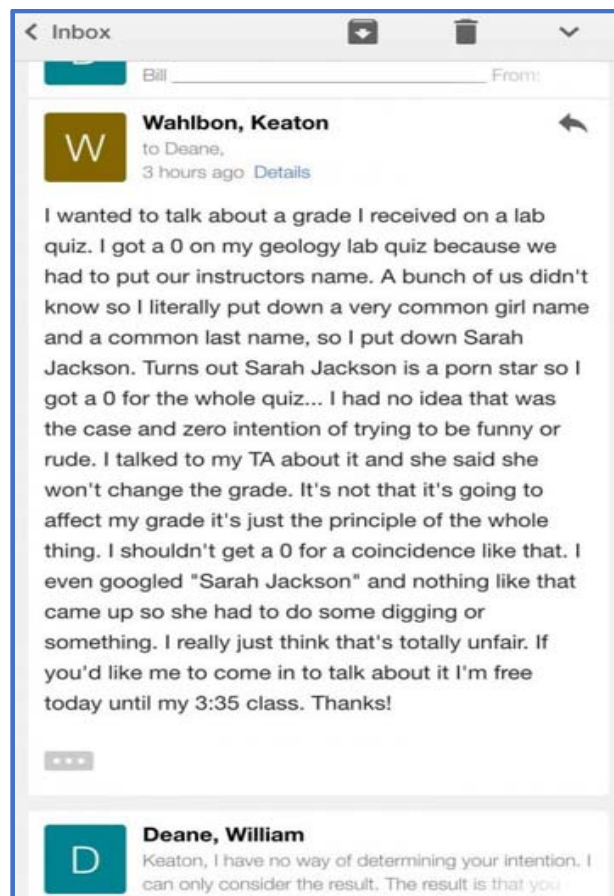 < Inbox
Bill ________________________ From:
W
Wahlbon, Keaton
to Deane,
3 hours ago Details
I wanted to talk about a grade I received on a lab
quiz. I got a 0 on my geology lab quiz because we
had to put our instructors name. A bunch of us didn't
know so I literally put down a very common girl name
and a common last name, so I put down Sarah
Jackson. Turns out Sarah Jackson is a porn star so I
got a 0 for the whole quiz... I had no idea that was
the case and zero intention of trying to be funny or
rude. I talked to my TA about it and she said she
won't change the grade. It's not that it's going to
affect my grade it's just the principle of the whole
thing. I shouldn't get a 0 for a coincidence like that. I
even googled "Sarah Jackson" and nothing like that
came up so she had to do some digging or
something. I really just think that's totally unfair. If
you'd like me to come in to talk about it I'm free
today until my 3:35 class. Thanks!
D
Deane, William
Keaton, I have no way of determining your intention. I
can only consider the result. The result is that you